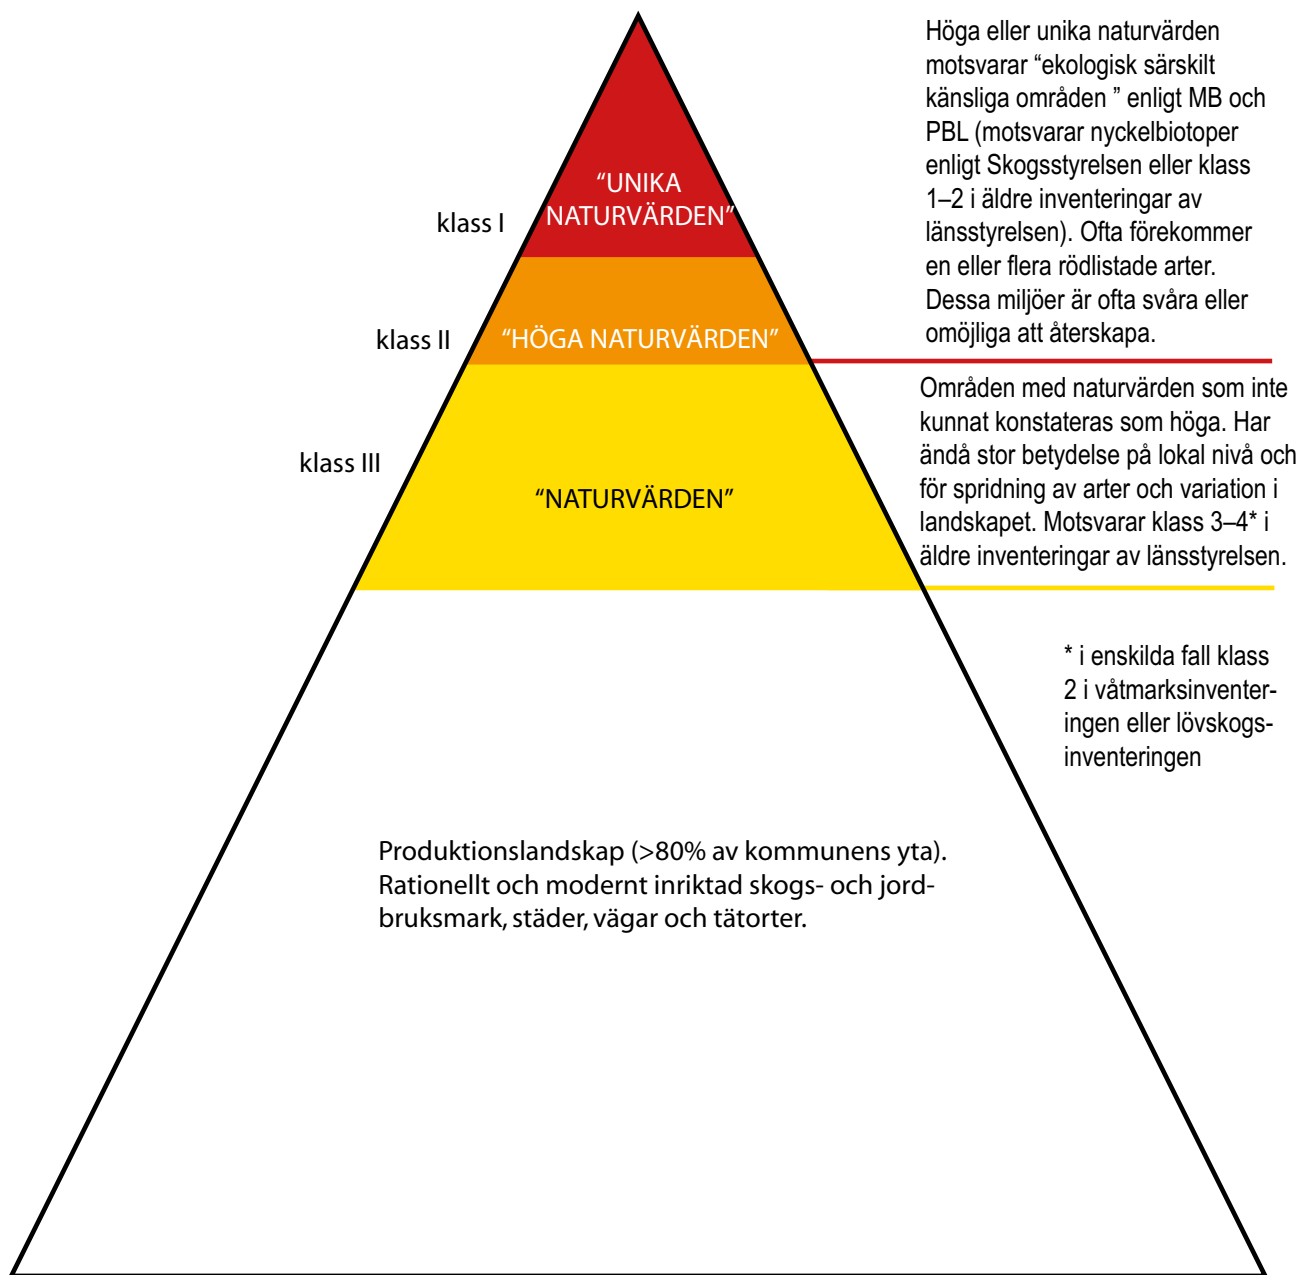 Höga eller unika naturvärden
motsvarar “ekologisk särskilt
känsliga områden ” enligt MB och
PBL (motsvarar nyckelbiotoper
enligt Skogsstyrelsen eller klass
1–2 i äldre inventeringar av
länsstyrelsen). Ofta förekommer
en eller flera rödlistade arter.
Dessa miljöer är ofta svåra eller
omöjliga att återskapa.
klass I
“UNIKA
NATURVÄRDEN”
klass II
“HÖGA NATURVÄRDEN”
Områden med naturvärden som inte
kunnat konstateras som höga. Har
ändå stor betydelse på lokal nivå och
för spridning av arter och variation i
landskapet. Motsvarar klass 3–4* i
äldre inventeringar av länsstyrelsen.
klass III
“NATURVÄRDEN”
* i enskilda fall klass
2 i våtmarksinventer-
ingen eller lövskogs-
inventeringen
Produktionslandskap (>80% av kommunens yta).
Rationellt och modernt inriktad skogs- och jord-
bruksmark, städer, vägar och tätorter.